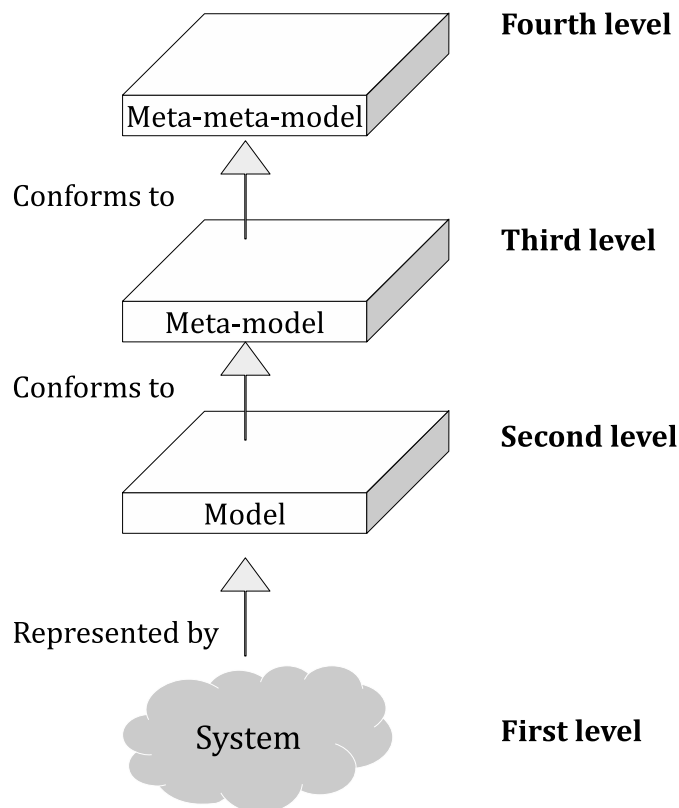 Fourth level
Meta-meta-model
Conforms to
Third level
Meta-model
Conforms to
Second level
Model
Represented by
System
First level